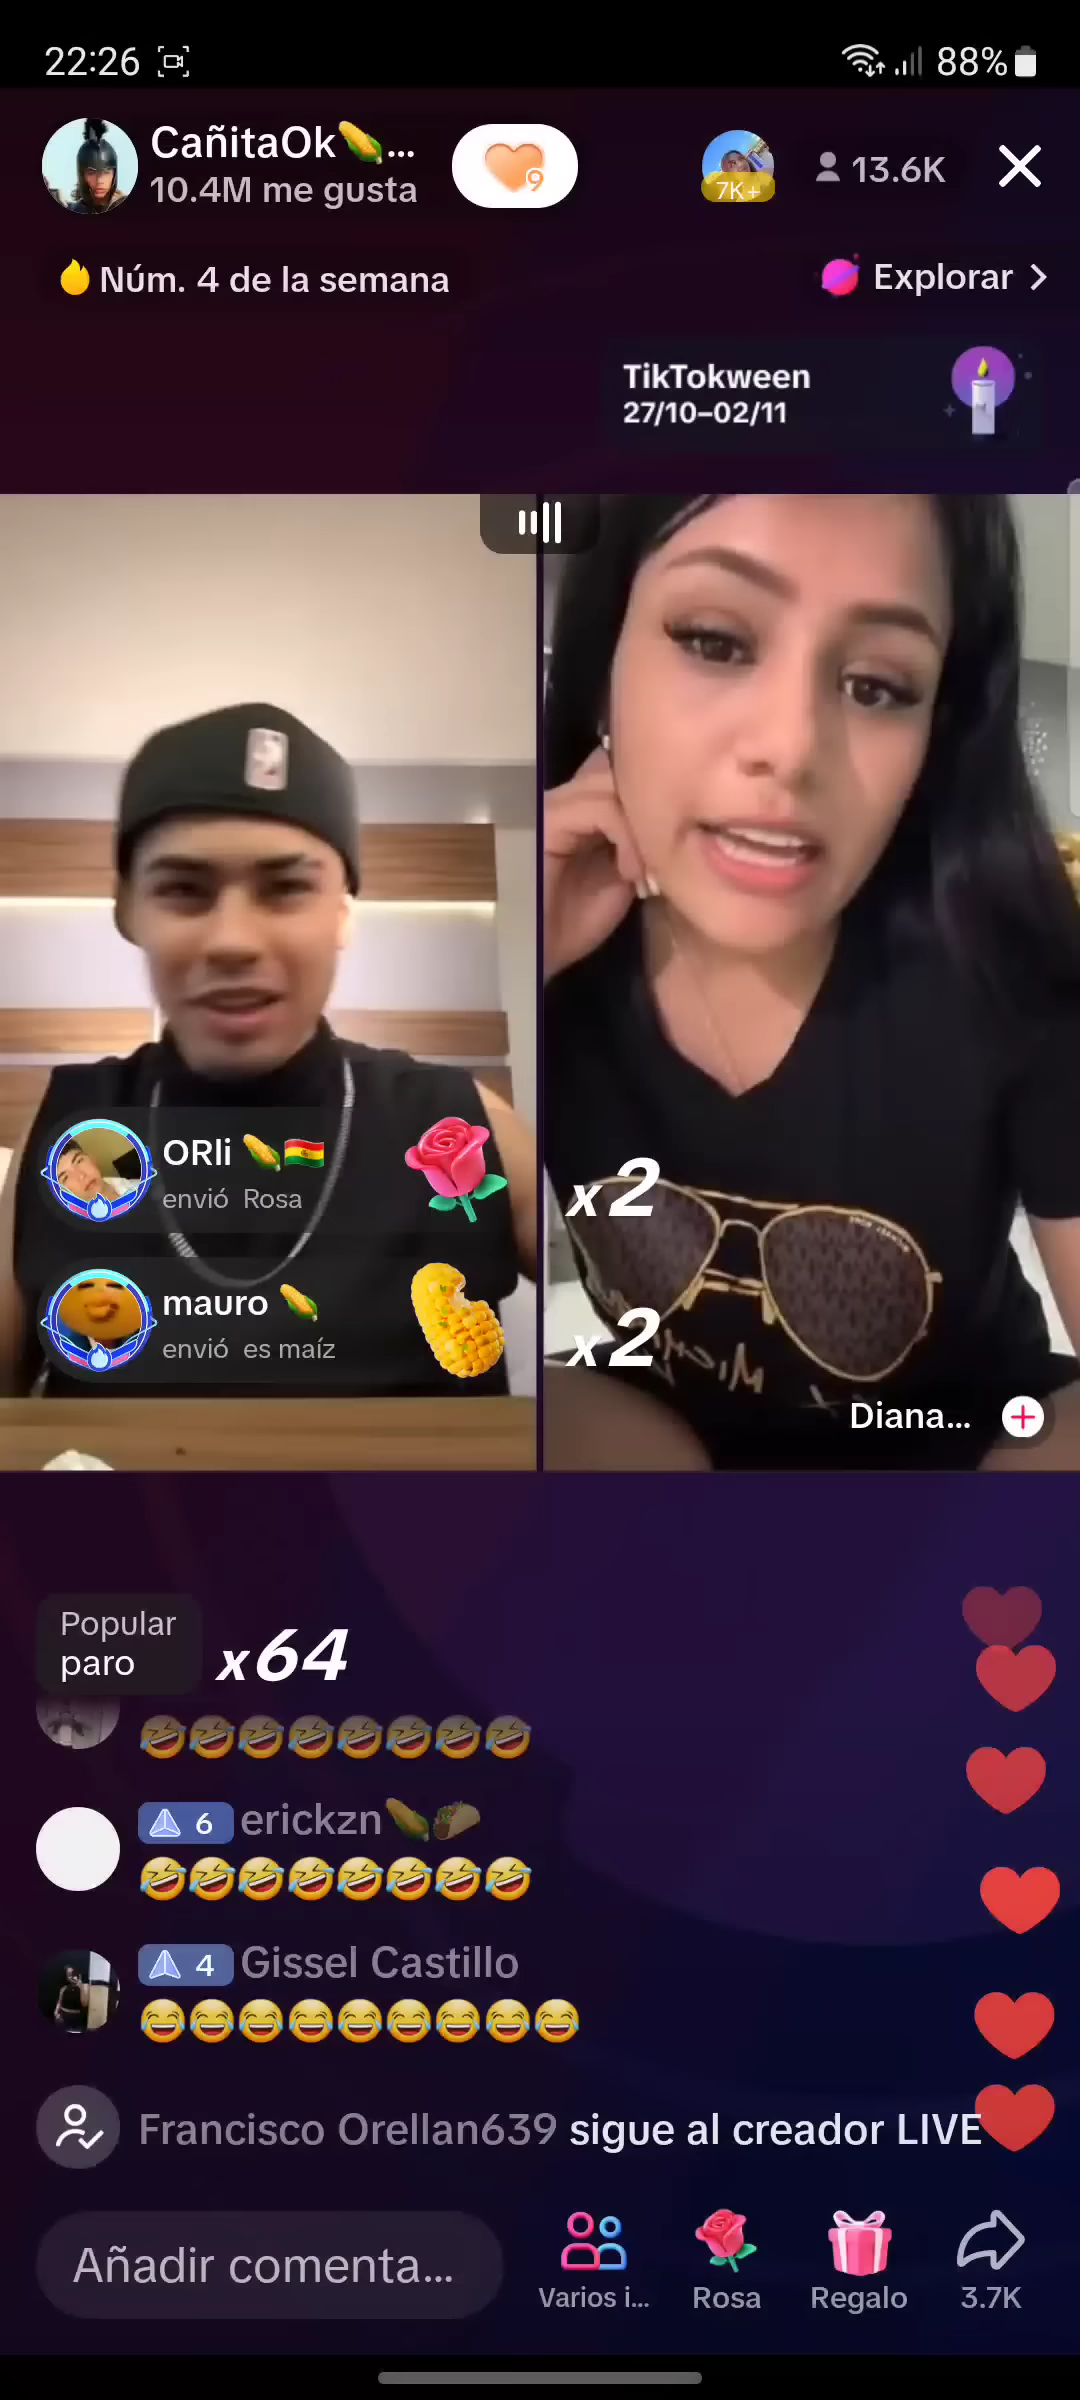 22:26
88%
CañitaOk🌽...
10.4M me gusta
9
7K+
13.6K
Núm. 4 de la semana
Explorar >
TikTokween
27/10–02/11
ORli 🌽🇧🇴
envió Rosa
x2
mauro 🌽
envió es maíz
x2
Diana...
Popular
paro
x64
🤣🤣🤣🤣🤣🤣🤣🤣
6 erickzn🌽🌮
🤣🤣🤣🤣🤣🤣🤣🤣
4 Gissel Castillo
😂😂😂😂😂😂😂😂😂
Francisco Orellan639 sigue al creador LIVE
Añadir comenta...
Varios i...
Rosa
Regalo
3.7K